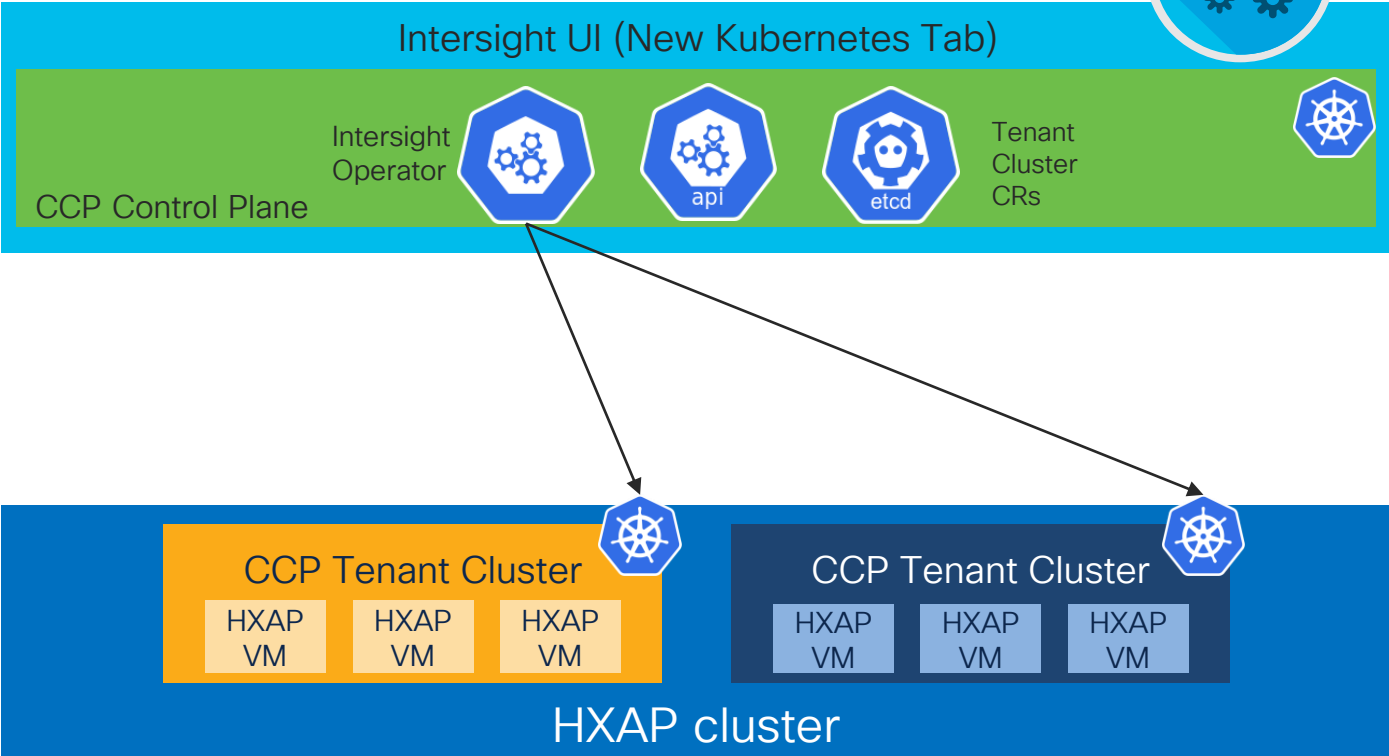 Intersight UI (New Kubernetes Tab)
Intersight
Operator
api
etcd
Tenant
Cluster
CRs
CCP Control Plane
CCP Tenant Cluster
HXAP
VM
HXAP
VM
HXAP
VM
CCP Tenant Cluster
HXAP
VM
HXAP
VM
HXAP
VM
HXAP cluster